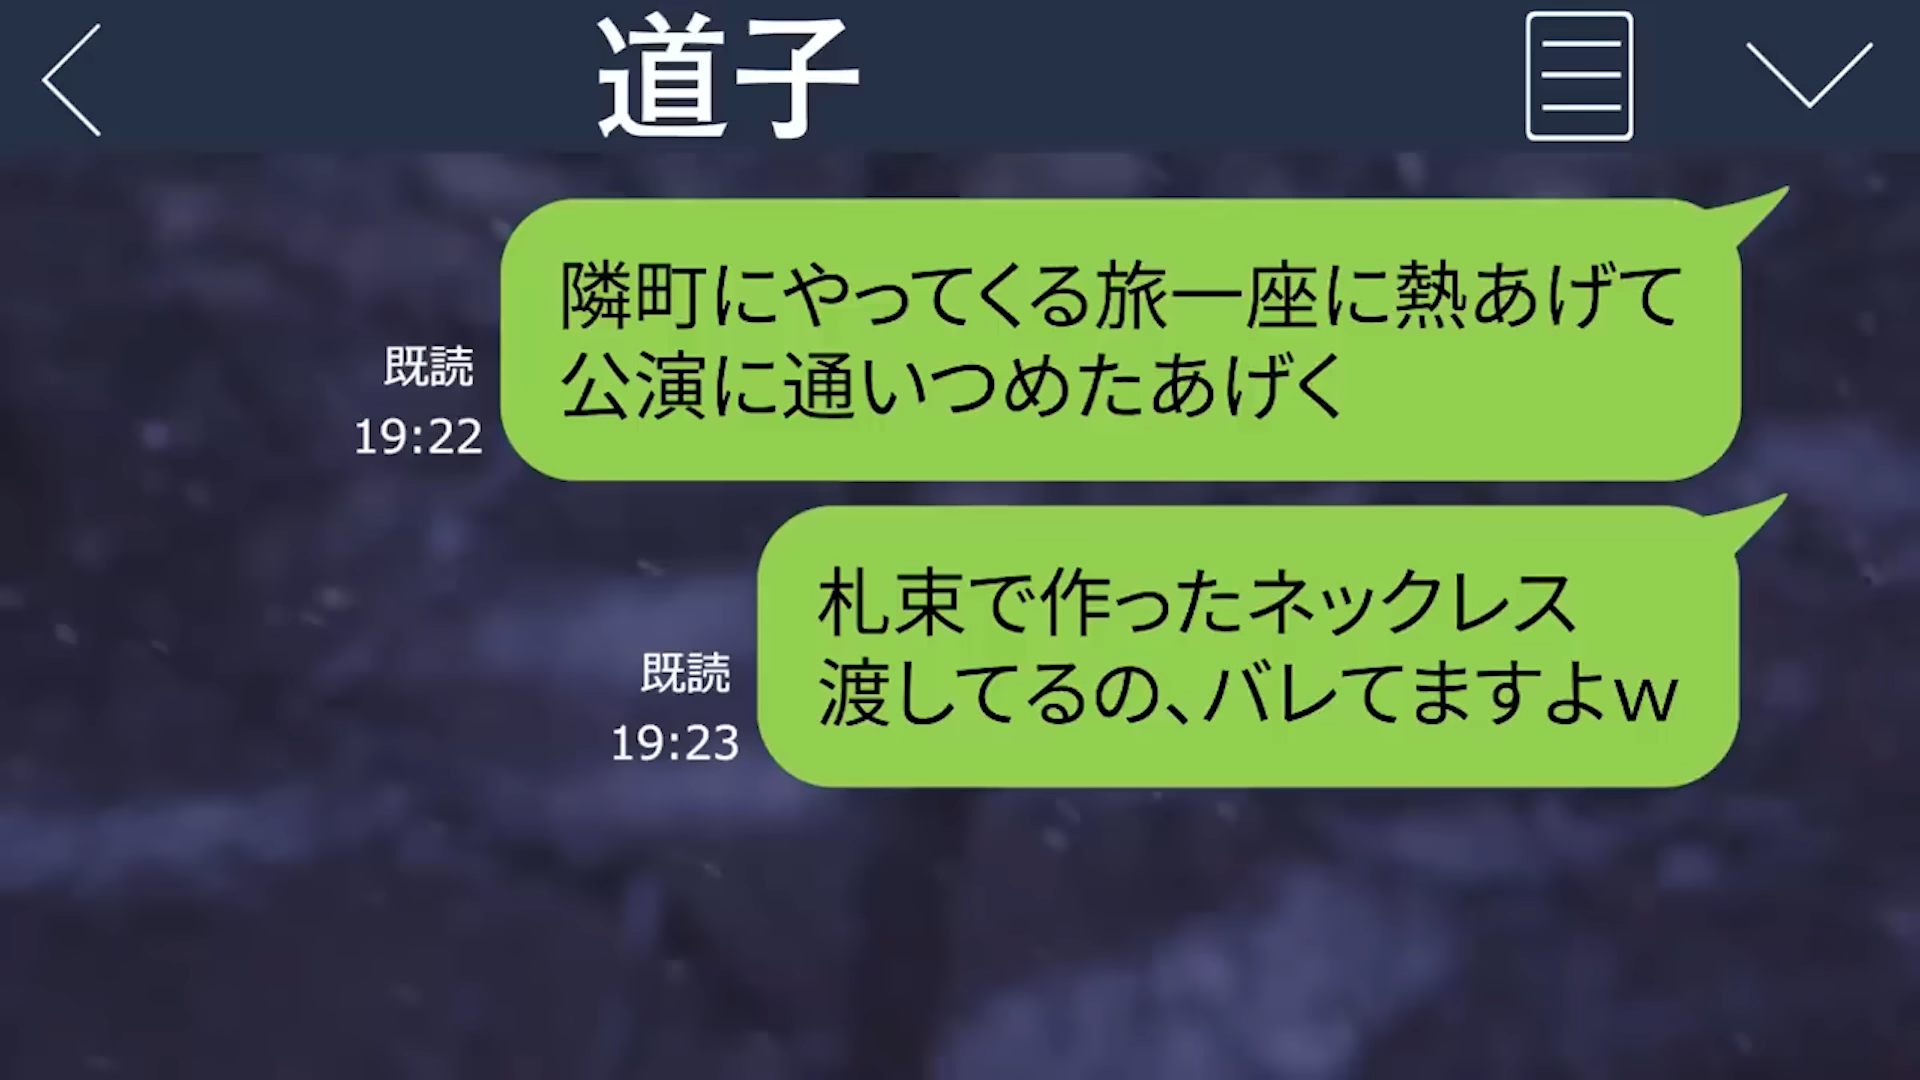 道子
隣町にやってくる旅一座に熱あげて
公演に通いつめたあげく
既読
19:22
札束で作ったネックレス
渡してるの、バレてますよw
既読
19:23